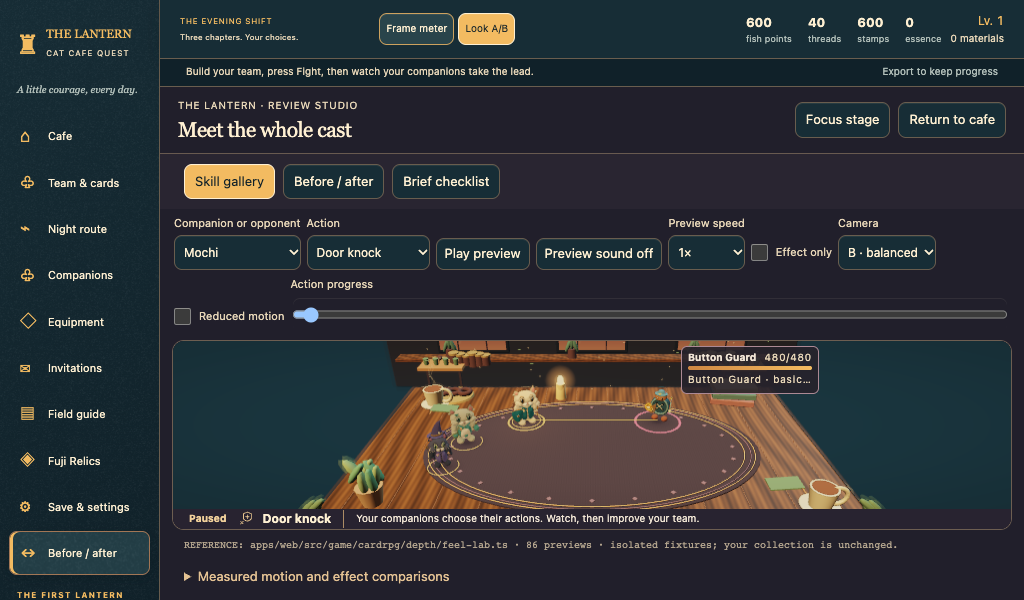 THE LANTERN
CAT CAFE QUEST
A little courage, every day.
Cafe
Team & cards
Night route
Companions
Equipment
Invitations
Field guide
Fuji Relics
Save & settings
Before / after
THE FIRST LANTERN
THE EVENING SHIFT
Three chapters. Your choices.
Frame meter
Look A/B
600
fish points
40
threads
600
stamps
0
essence
Lv. 1
0 materials
Build your team, press Fight, then watch your companions take the lead.
Export to keep progress
THE LANTERN · REVIEW STUDIO
Meet the whole cast
Focus stage
Return to cafe
Skill gallery
Before / after
Brief checklist
Companion or opponent
Mochi
Action
Door knock
Play preview
Preview sound off
Preview speed
1x
Effect only
Camera
B · balanced
Reduced motion
Action progress
Button Guard 480/480
Button Guard · basic…
Paused
Door knock
Your companions choose their actions. Watch, then improve your team.
REFERENCE: apps/web/src/game/cardrpg/depth/feel-lab.ts · 86 previews · isolated fixtures; your collection is unchanged.
Measured motion and effect comparisons